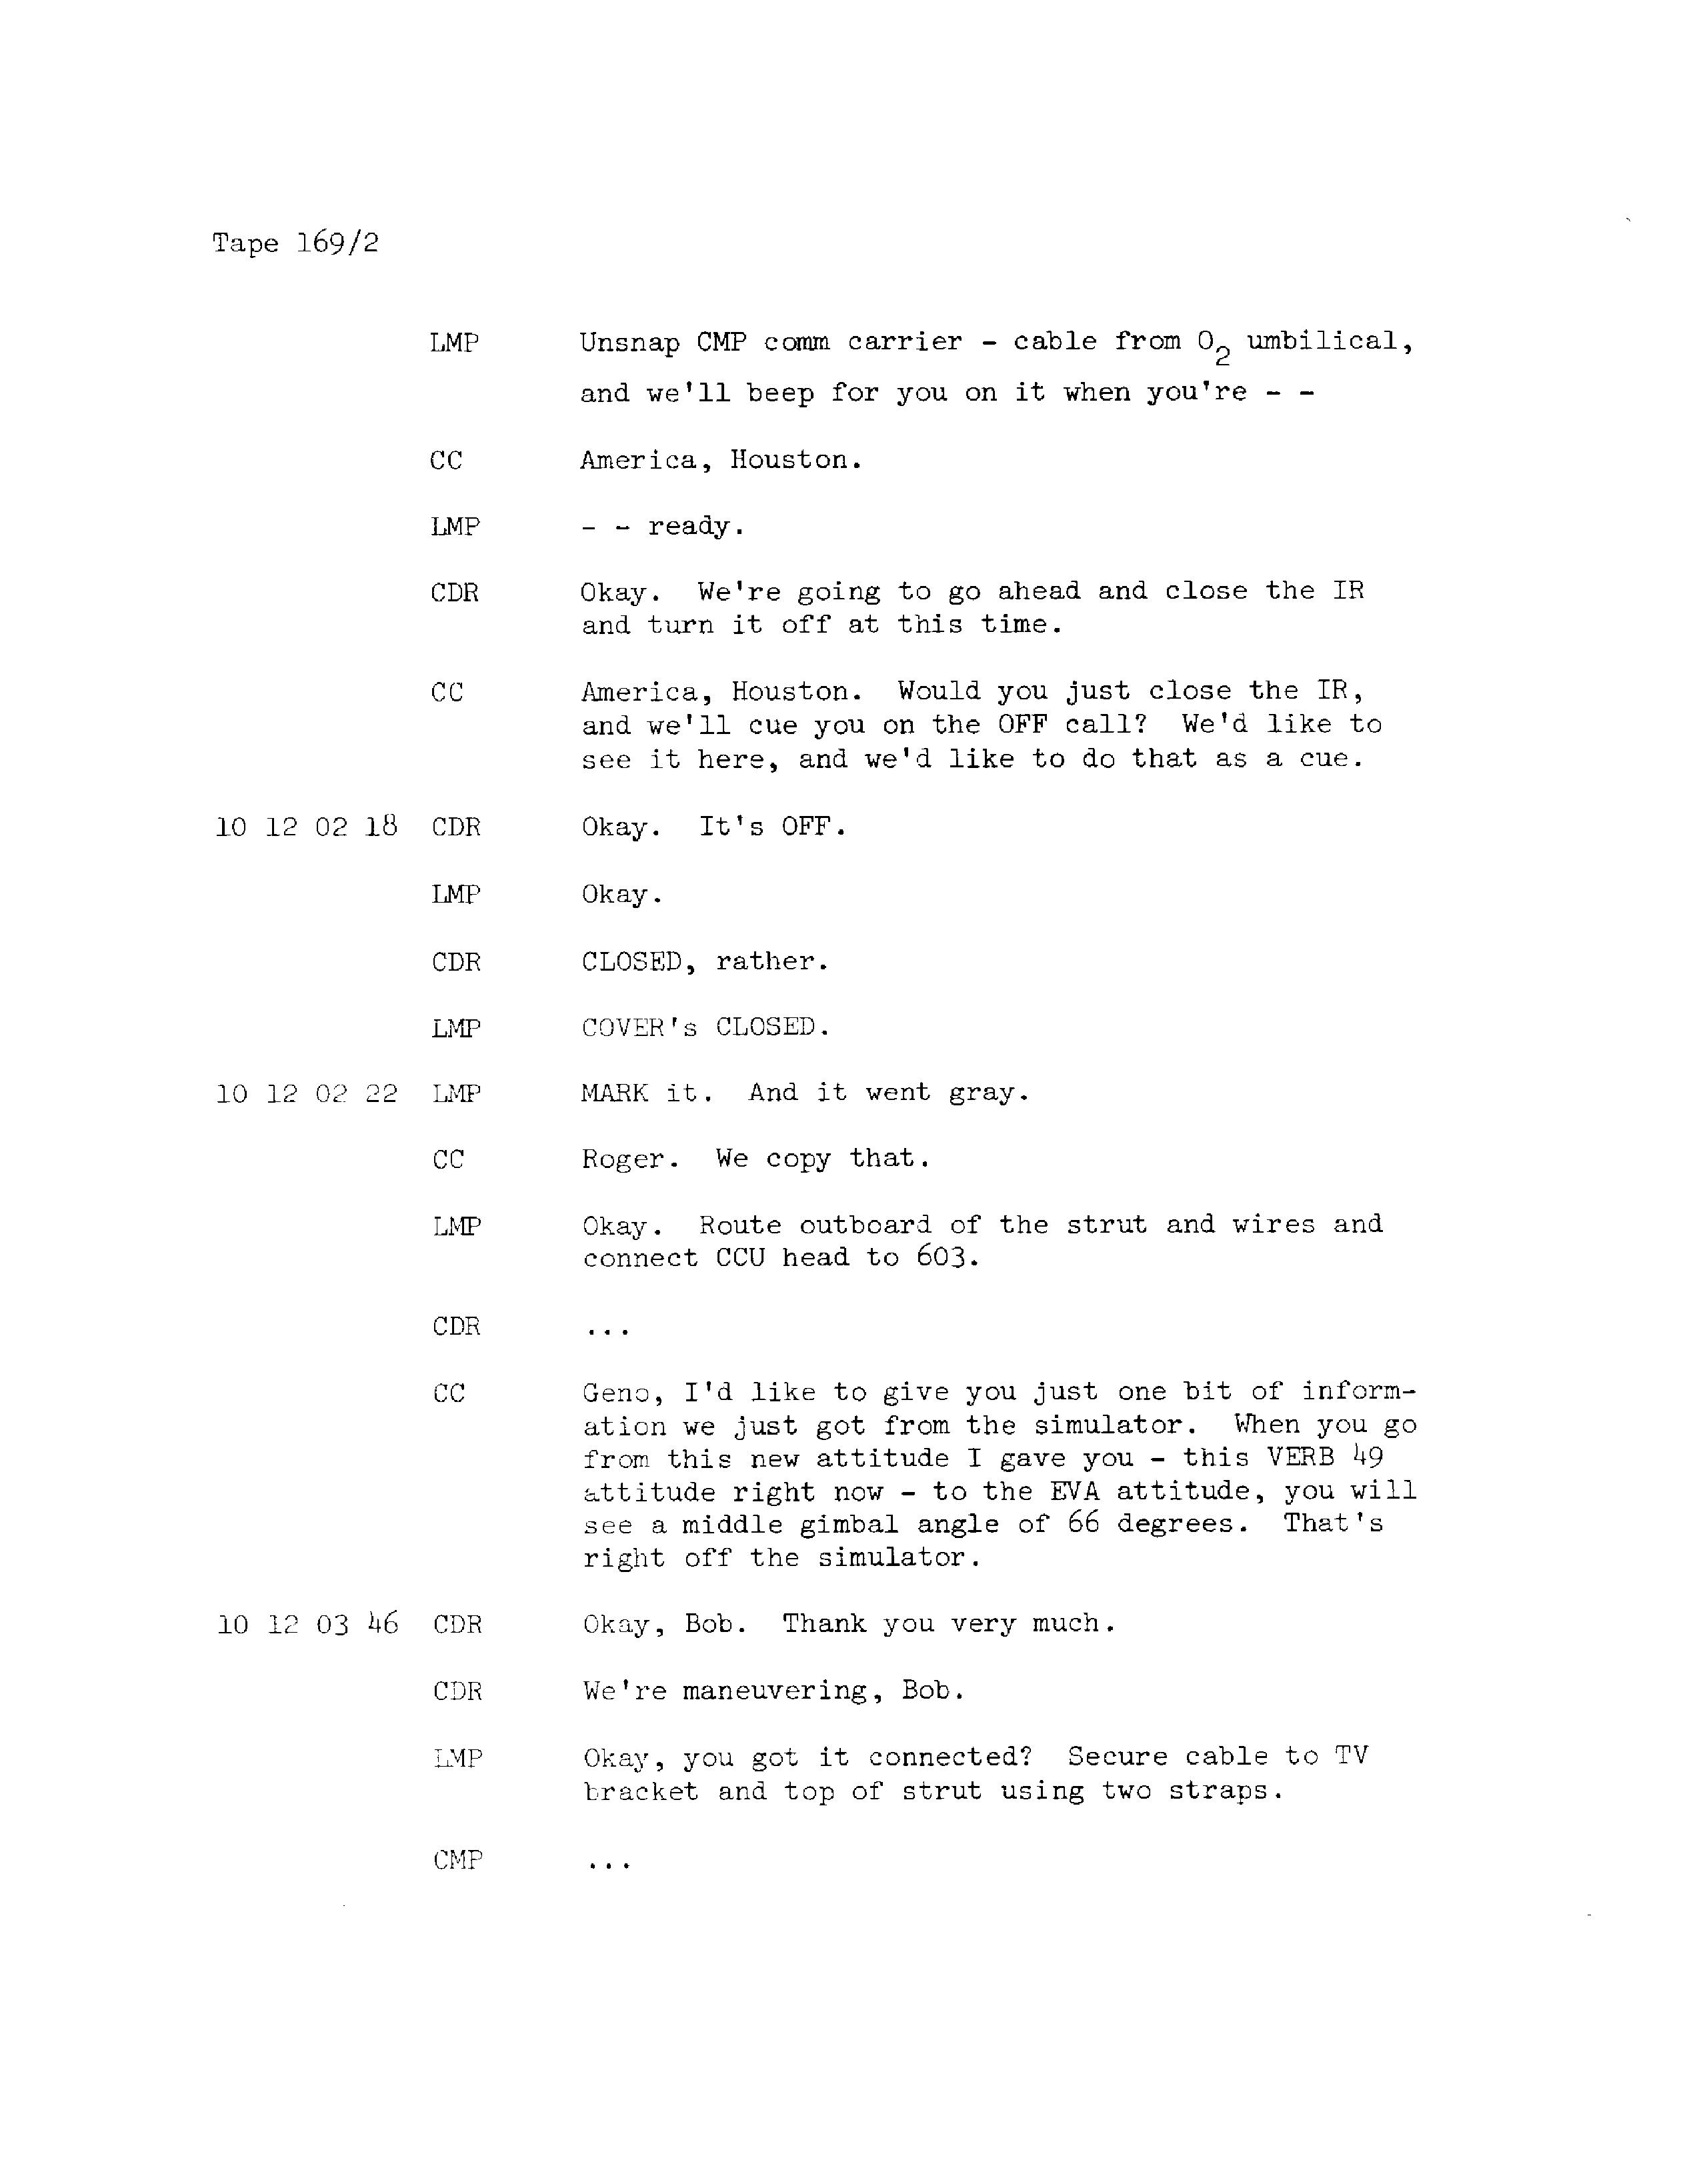 Tape 169/2
LMP Unsnap CMP comm carrier - cable from O2 umbilical,
and we'll beep for you on it when you're - -
CC America, Houston.
LMP - - ready.
CDR Okay. We're going to go ahead and close the IR
and turn it off at this time.
CC America, Houston. Would you just close the IR,
and we'll cue you on the OFF call? We'd like to
see it here, and we'd like to do that as a cue.
10 12 02 18 CDR Okay. It's OFF.
LMP Okay.
CDR CLOSED, rather.
LMP COVER's CLOSED.
10 12 02 22 LMP MARK it. And it went gray.
CC Roger. We copy that.
LMP Okay. Route outboard of the strut and wires and
connect CCU head to 603.
CDR ...
CC Geno, I'd like to give you just one bit of inform-
ation we just got from the simulator. When you go
from this new attitude I gave you - this VERB 49
attitude right now - to the EVA attitude, you will
see a middle gimbal angle of 66 degrees. That's
right off the simulator.
10 12 03 46 CDR Okay, Bob. Thank you very much.
CDR We're maneuvering, Bob.
LMP Okay, you got it connected? Secure cable to TV
bracket and top of strut using two straps.
CMP ...